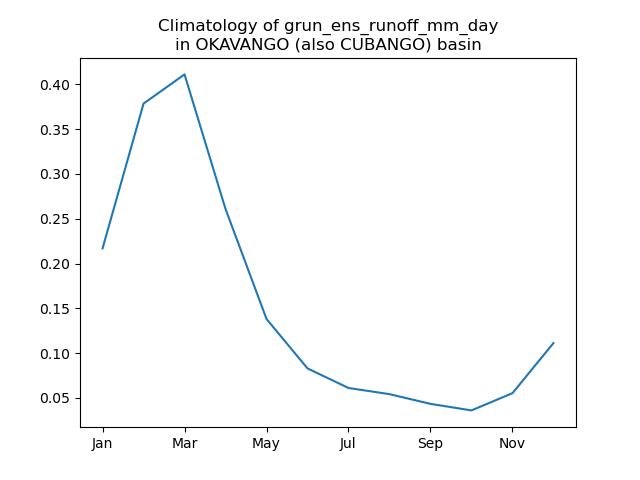 Climatology of grun_ens_runoff_mm_day
in OKAVANGO (also CUBANGO) basin
0.40
0.35
0.30
0.25
0.20
0.15
0.10
0.05
Jan Mar May Jul Sep Nov